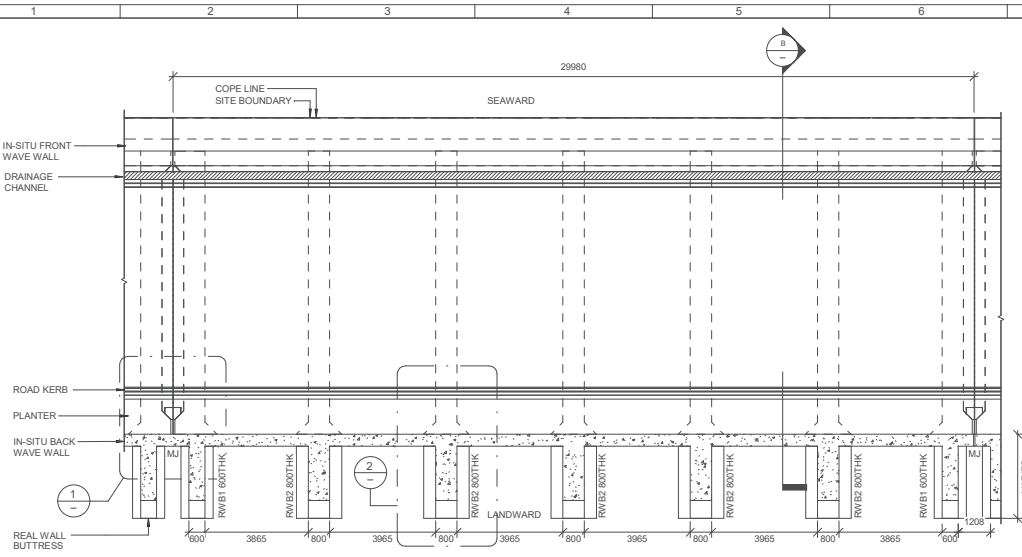 1
2
3
4
5
6
B
–
29980
COPE LINE
SITE BOUNDARY
SEAWARD
IN-SITU FRONT
WAVE WALL
DRAINAGE
CHANNEL
ROAD KERB
PLANTER
IN-SITU BACK
WAVE WALL
MJ
MJ
RWB1 600THK
RWB2 800THK
RWB2 800THK
RWB2 800THK
RWB2 800THK
RWB2 800THK
RWB1 600THK
1
–
2
–
LANDWARD
1208
REAL WALL
BUTTRESS
600
3865
800
3965
800
3965
800
3965
800
3965
800
3865
600